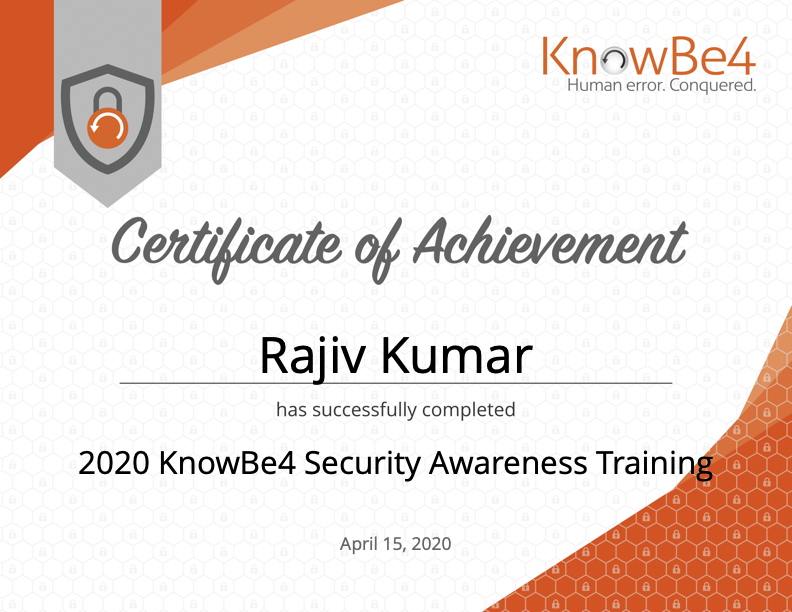 KnowBe4
Human error. Conquered.
Certificate of Achievement
Rajiv Kumar
has successfully completed
2020 KnowBe4 Security Awareness Training
April 15, 2020